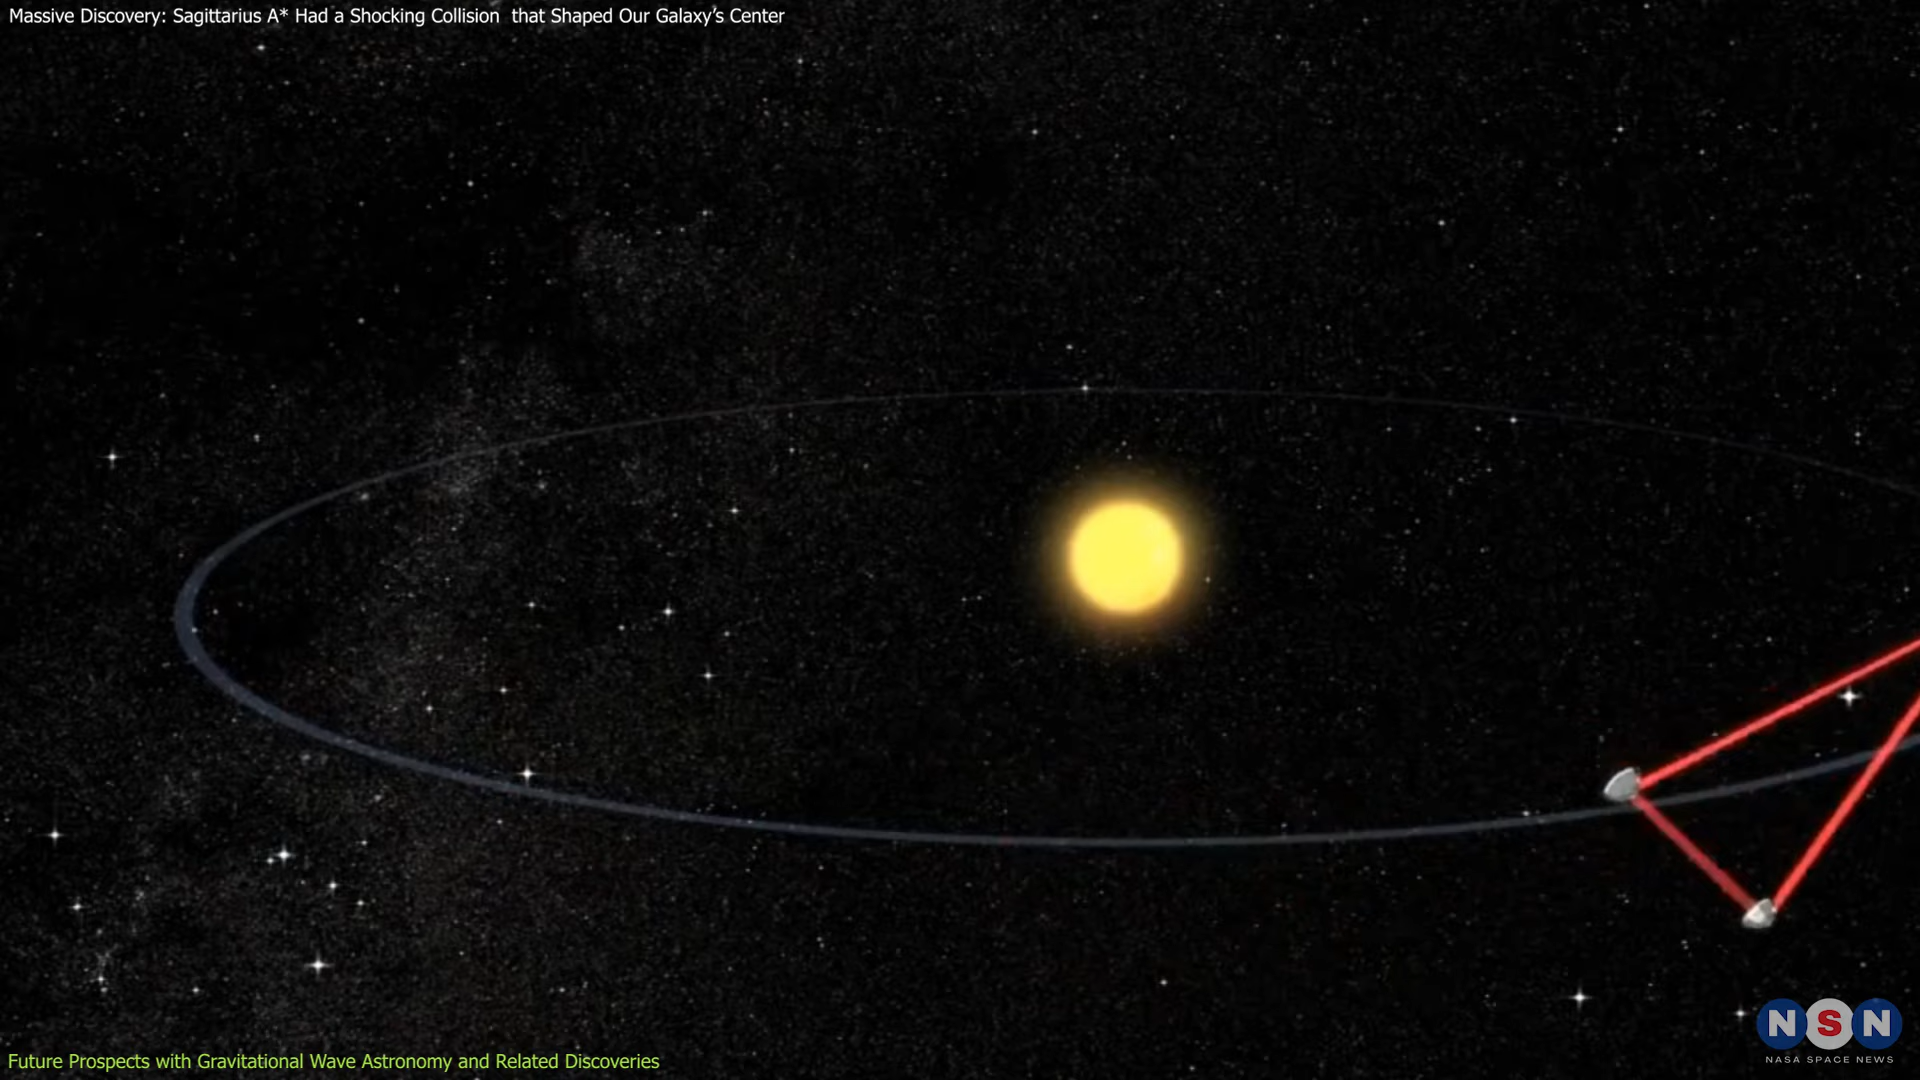 Massive Discovery: Sagittarius A* Had a Shocking Collision  that Shaped Our Galaxy’s Center
NSN
NASA SPACE NEWS
Future Prospects with Gravitational Wave Astronomy and Related Discoveries